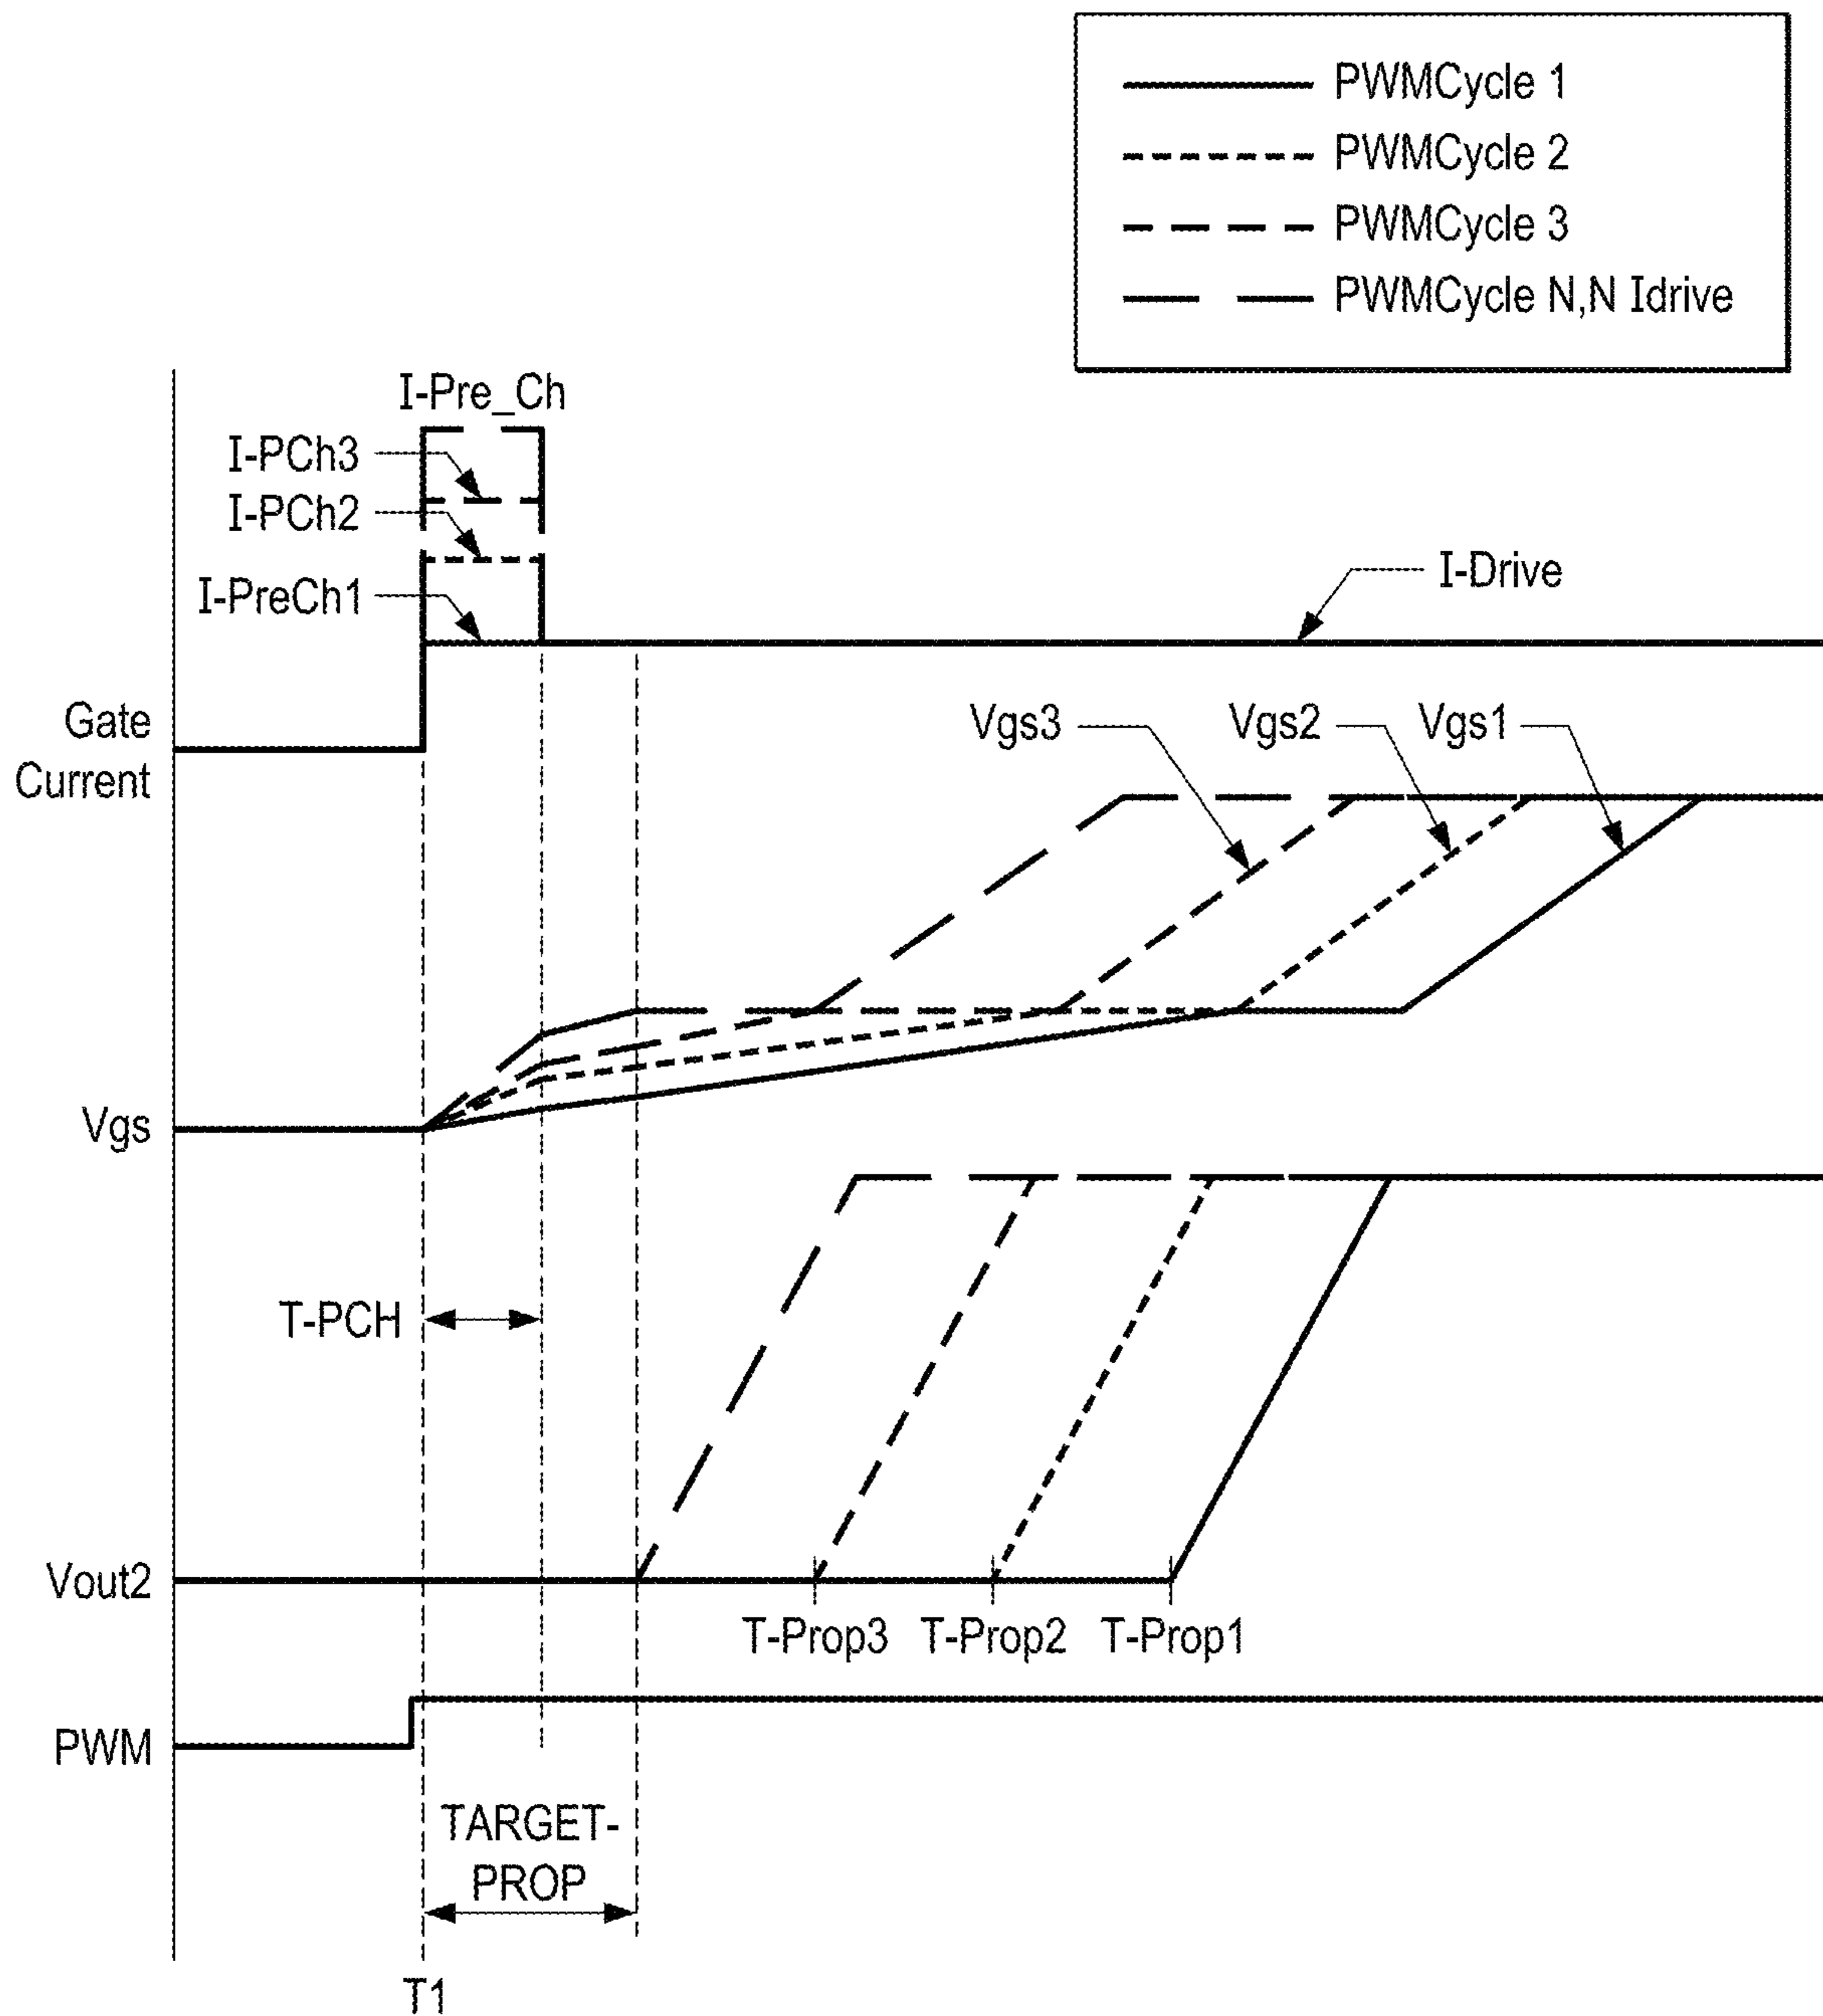 PWMCycle 1
PWMCycle 2
PWMCycle 3
PWMCycle N,N Idrive
I-Pre_Ch
I-PCh3
I-PCh2
I-PreCh1
I-Drive
Gate
Current
Vgs3
Vgs2
Vgs1
Vgs
T-PCH
Vout2
T-Prop3
T-Prop2
T-Prop1
PWM
TARGET-
PROP
T1